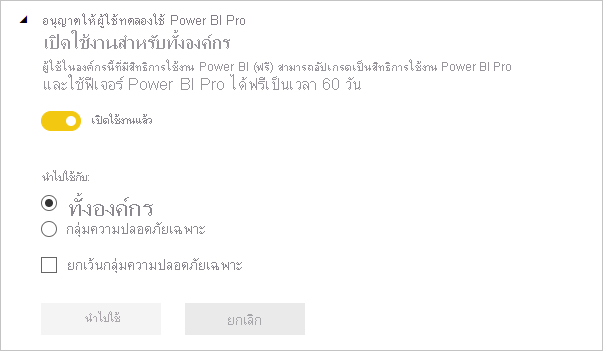 อนุญาตให้ผู้ใช้ทดลองใช้ Power BI Pro
เปิดใช้งานสำหรับทั้งองค์กร
ผู้ใช้ในองค์กรนี้ที่มีสิทธิการใช้งาน Power BI (ฟรี) สามารถอัปเกรดเป็นสิทธิการใช้งาน Power BI Pro
และใช้ฟีเจอร์ Power BI Pro ได้ฟรีเป็นเวลา 60 วัน
เปิดใช้งานแล้ว
นำไปใช้กับ:
ทั้งองค์กร
กลุ่มความปลอดภัยเฉพาะ
ยกเว้นกลุ่มความปลอดภัยเฉพาะ
นำไปใช้
ยกเลิก